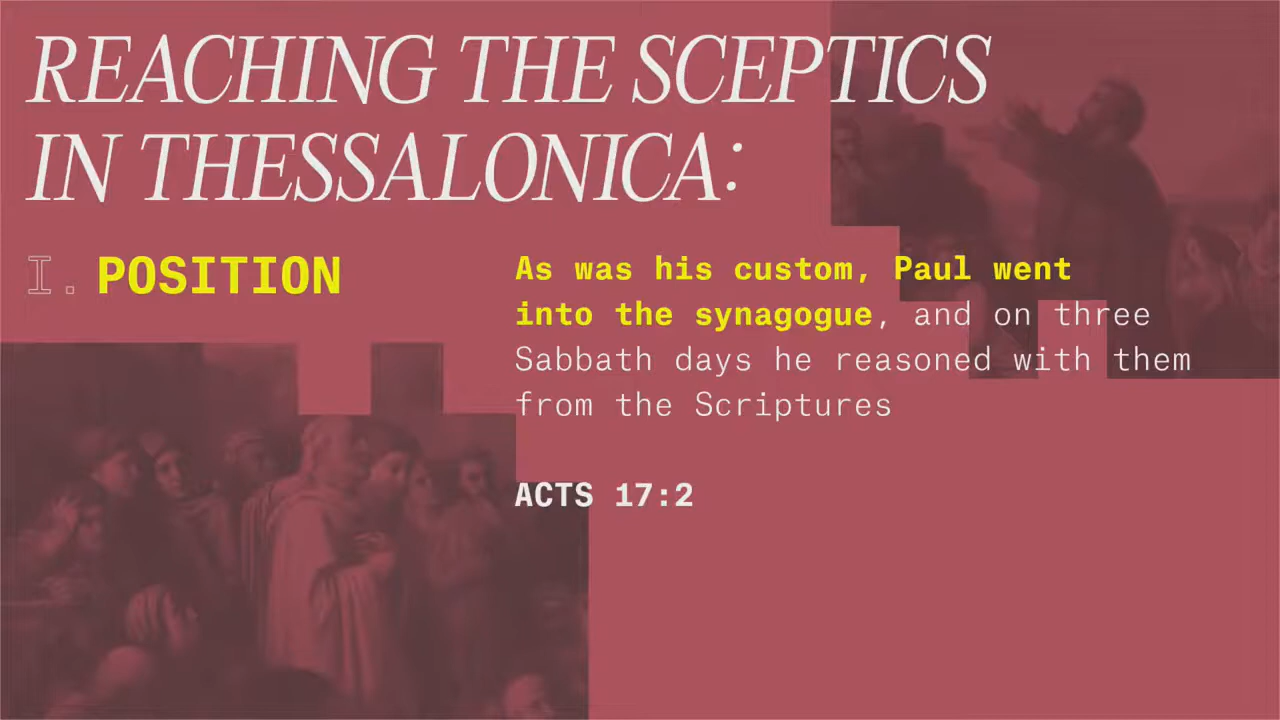 REACHING THE SCEPTICS
IN THESSALONICA:
I. POSITION
As was his custom, Paul went
into the synagogue, and on three
Sabbath days he reasoned with them
from the Scriptures
ACTS 17:2